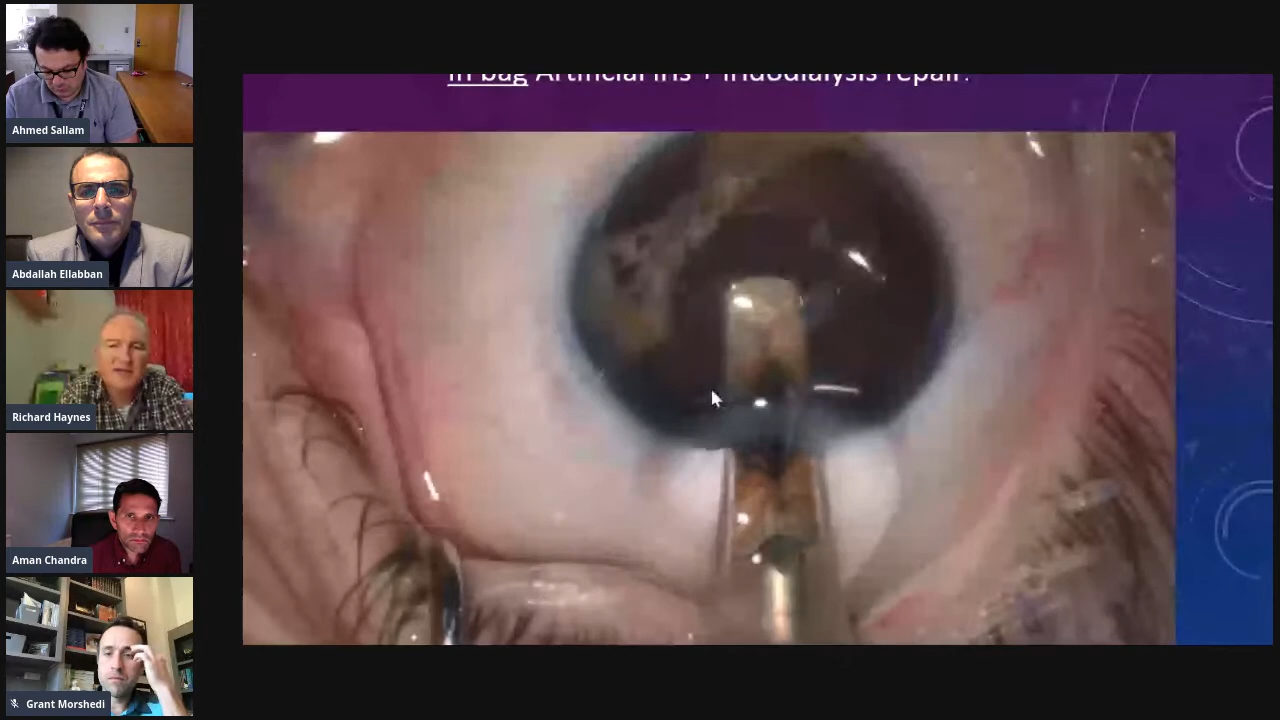 in bag Artificial iris + iridodialysis repair.
Ahmed Sallam
Abdallah Ellabban
Richard Haynes
Aman Chandra
Grant Morshedi